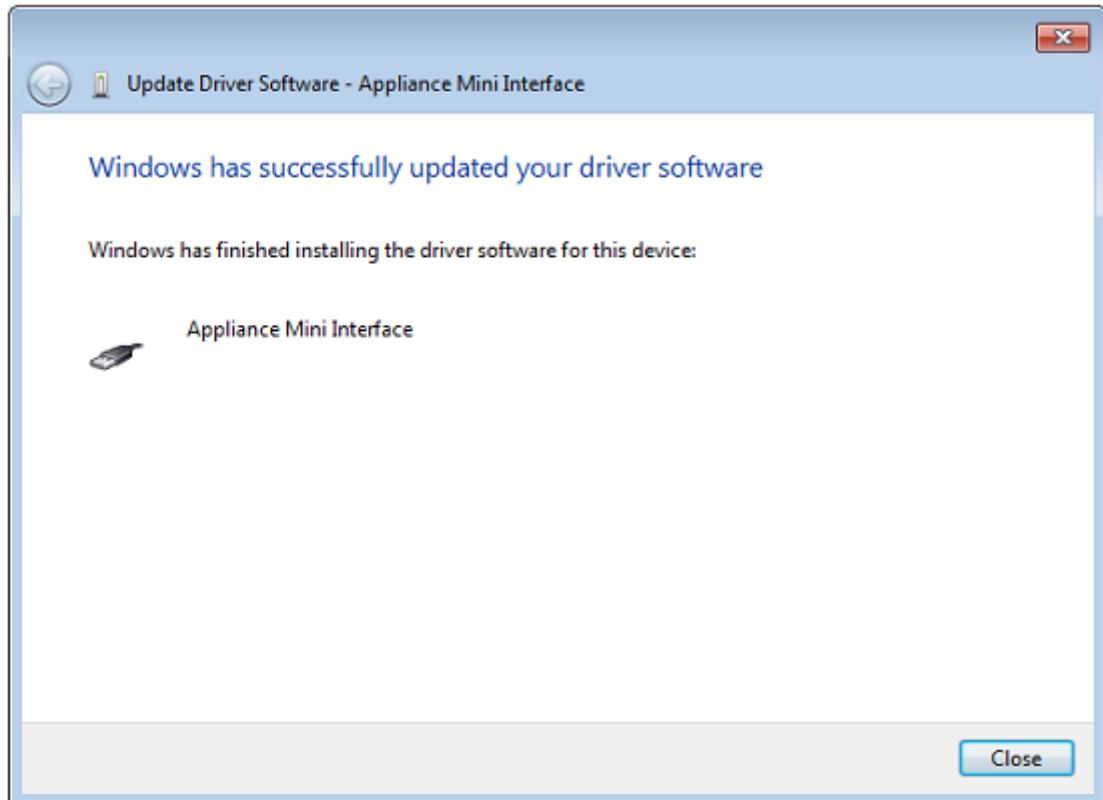 Update Driver Software - Appliance Mini Interface
Windows has successfully updated your driver software
Windows has finished installing the driver software for this device:
Appliance Mini Interface
Close